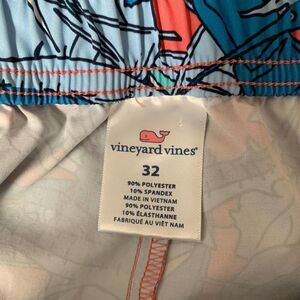 vineyard vines®
32
90% POLYESTER
10% SPANDEX
MADE IN VIETNAM
90% POLYESTER
10% ÉLASTHANNE
FABRIQUÉ AU VIÊT NAM